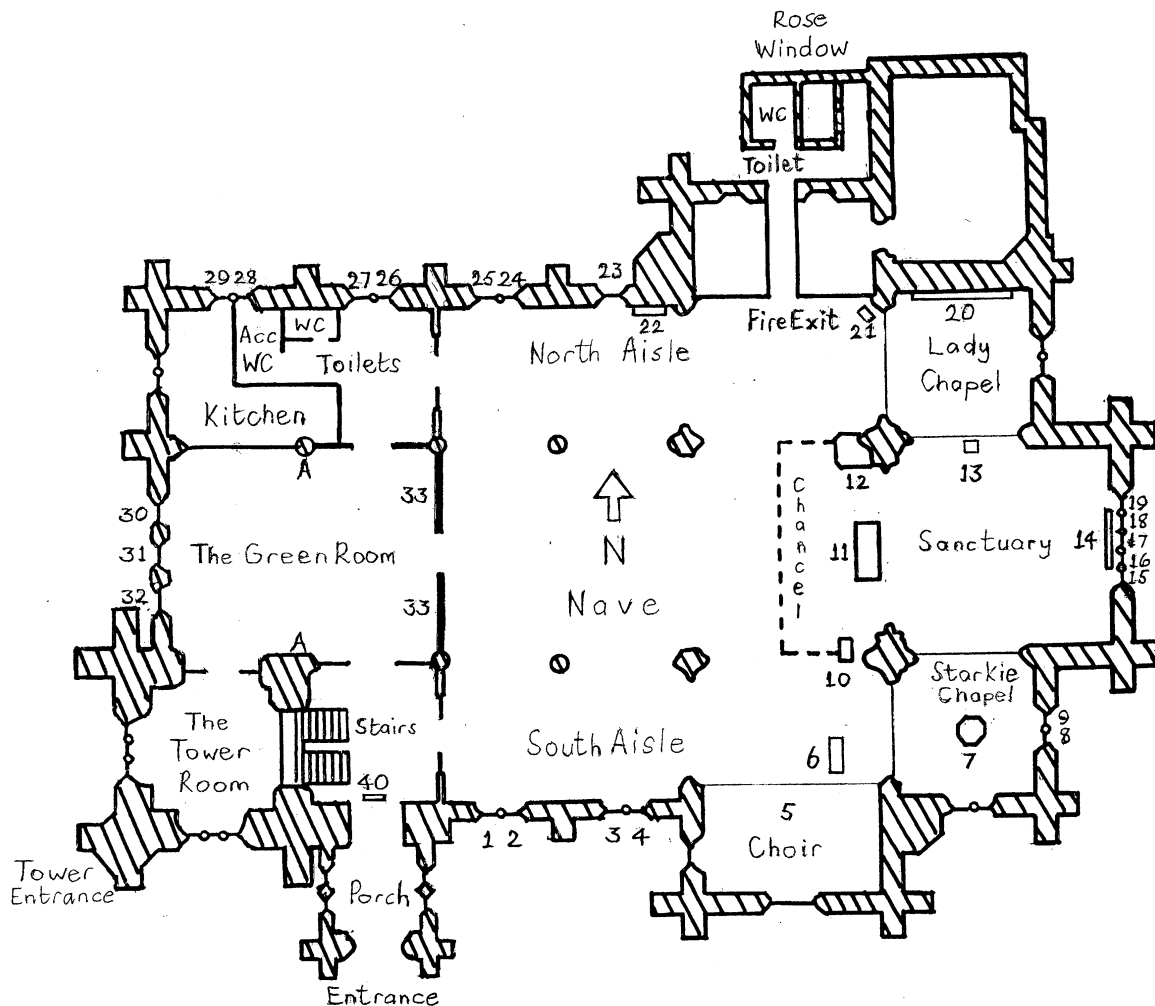 Rose
Window
WC
Toilet
29 28
27 26
25 24
23
Acc
WC
WC
Toilets
22
North Aisle
Fire Exit
21
20
Lady
Chapel
Kitchen
A
33
12
13
Chancel
30
31
32
The Green Room
N
11
Sanctuary
14
19
18
17
16
15
33
Nave
A
10
Starkie
Chapel
The
Tower
Room
Stairs
South Aisle
6
7
9
8
40
1 2
3 4
5
Choir
Tower
Entrance
Porch
Entrance